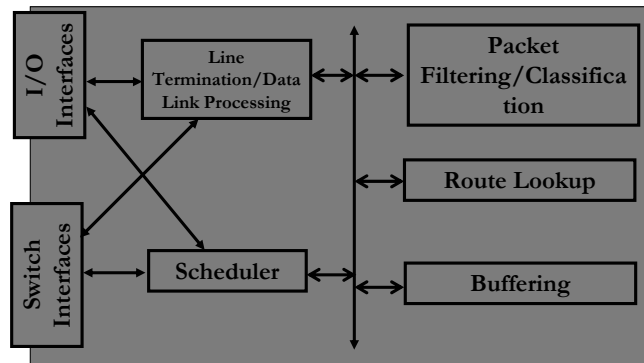 I/O
Interfaces
Line
Termination/Data
Link Processing
Packet
Filtering/Classifica
tion
Route Lookup
Switch
Interfaces
Scheduler
Buffering